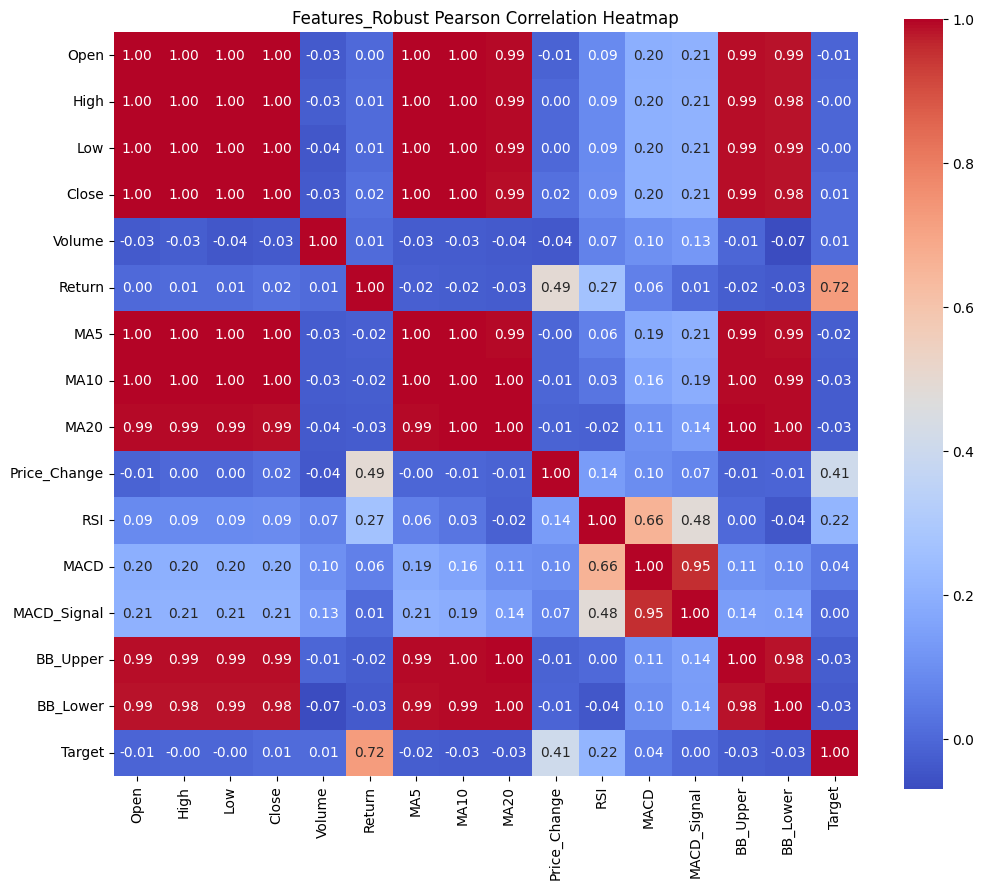 Features_Robust Pearson Correlation Heatmap
Open 1.00 1.00 1.00 1.00 -0.03 0.00 1.00 1.00 0.99 -0.01 0.09 0.20 0.21 0.99 0.99 -0.01
High 1.00 1.00 1.00 1.00 -0.03 0.01 1.00 1.00 0.99 0.00 0.09 0.20 0.21 0.99 0.98 -0.00
Low 1.00 1.00 1.00 1.00 -0.04 0.01 1.00 1.00 0.99 0.00 0.09 0.20 0.21 0.99 0.99 -0.00
Close 1.00 1.00 1.00 1.00 -0.03 0.02 1.00 1.00 0.99 0.02 0.09 0.20 0.21 0.99 0.98 0.01
Volume -0.03 -0.03 -0.04 -0.03 1.00 0.01 -0.03 -0.03 -0.04 -0.04 0.07 0.10 0.13 -0.01 -0.07 0.01
Return 0.00 0.01 0.01 0.02 0.01 1.00 -0.02 -0.02 -0.03 0.49 0.27 0.06 0.01 -0.02 -0.03 0.72
MA5 1.00 1.00 1.00 1.00 -0.03 -0.02 1.00 1.00 0.99 -0.00 0.06 0.19 0.21 0.99 0.99 -0.02
MA10 1.00 1.00 1.00 1.00 -0.03 -0.02 1.00 1.00 1.00 -0.01 0.03 0.16 0.19 1.00 0.99 -0.03
MA20 0.99 0.99 0.99 0.99 -0.04 -0.03 0.99 1.00 1.00 -0.01 -0.02 0.11 0.14 1.00 1.00 -0.03
Price_Change -0.01 0.00 0.00 0.02 -0.04 0.49 -0.00 -0.01 -0.01 1.00 0.14 0.10 0.07 -0.01 -0.01 0.41
RSI 0.09 0.09 0.09 0.09 0.07 0.27 0.06 0.03 -0.02 0.14 1.00 0.66 0.48 0.00 -0.04 0.22
MACD 0.20 0.20 0.20 0.20 0.10 0.06 0.19 0.16 0.11 0.10 0.66 1.00 0.95 0.11 0.10 0.04
MACD_Signal 0.21 0.21 0.21 0.21 0.13 0.01 0.21 0.19 0.14 0.07 0.48 0.95 1.00 0.14 0.14 0.00
BB_Upper 0.99 0.99 0.99 0.99 -0.01 -0.02 0.99 1.00 1.00 -0.01 0.00 0.11 0.14 1.00 0.98 -0.03
BB_Lower 0.99 0.98 0.99 0.98 -0.07 -0.03 0.99 0.99 1.00 -0.01 -0.04 0.10 0.14 0.98 1.00 -0.03
Target -0.01 -0.00 -0.00 0.01 0.01 0.72 -0.02 -0.03 -0.03 0.41 0.22 0.04 0.00 -0.03 -0.03 1.00
Open High Low Close Volume Return MA5 MA10 MA20 Price_Change RSI MACD MACD_Signal BB_Upper BB_Lower Target
1.0
0.8
0.6
0.4
0.2
0.0